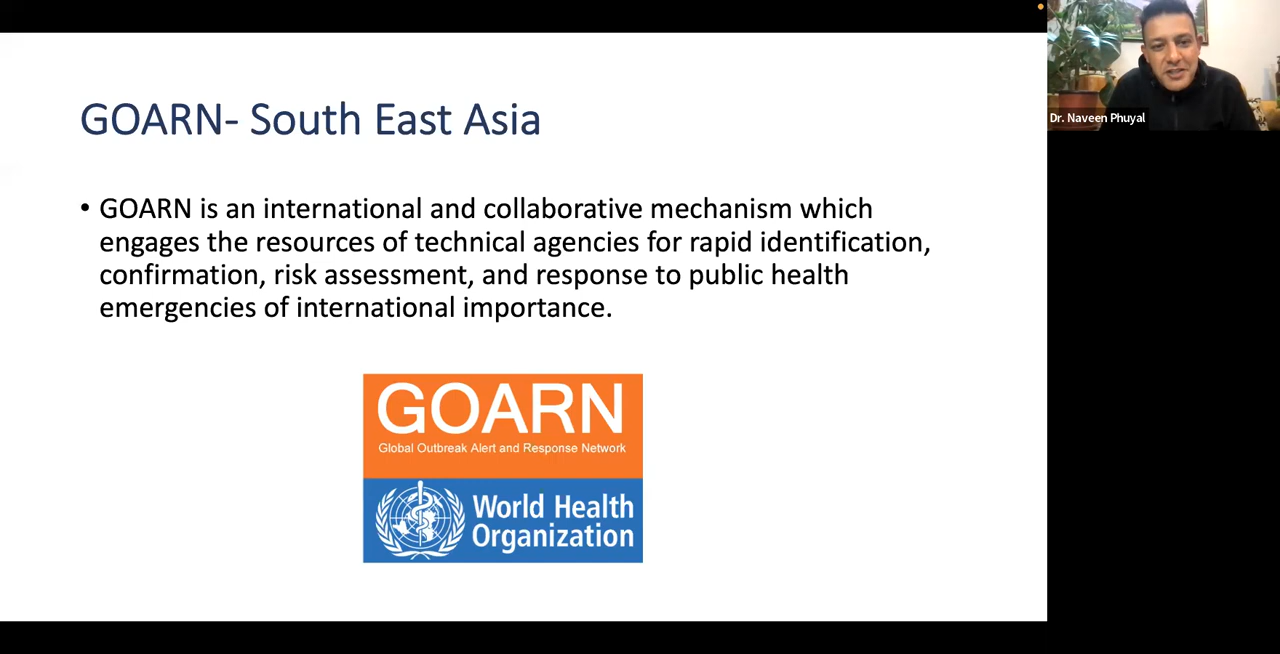 GOARN- South East Asia
• GOARN is an international and collaborative mechanism which
engages the resources of technical agencies for rapid identification,
confirmation, risk assessment, and response to public health
emergencies of international importance.
GOARN
Global Outbreak Alert and Response Network
World Health
Organization
Dr. Naveen Phuyal